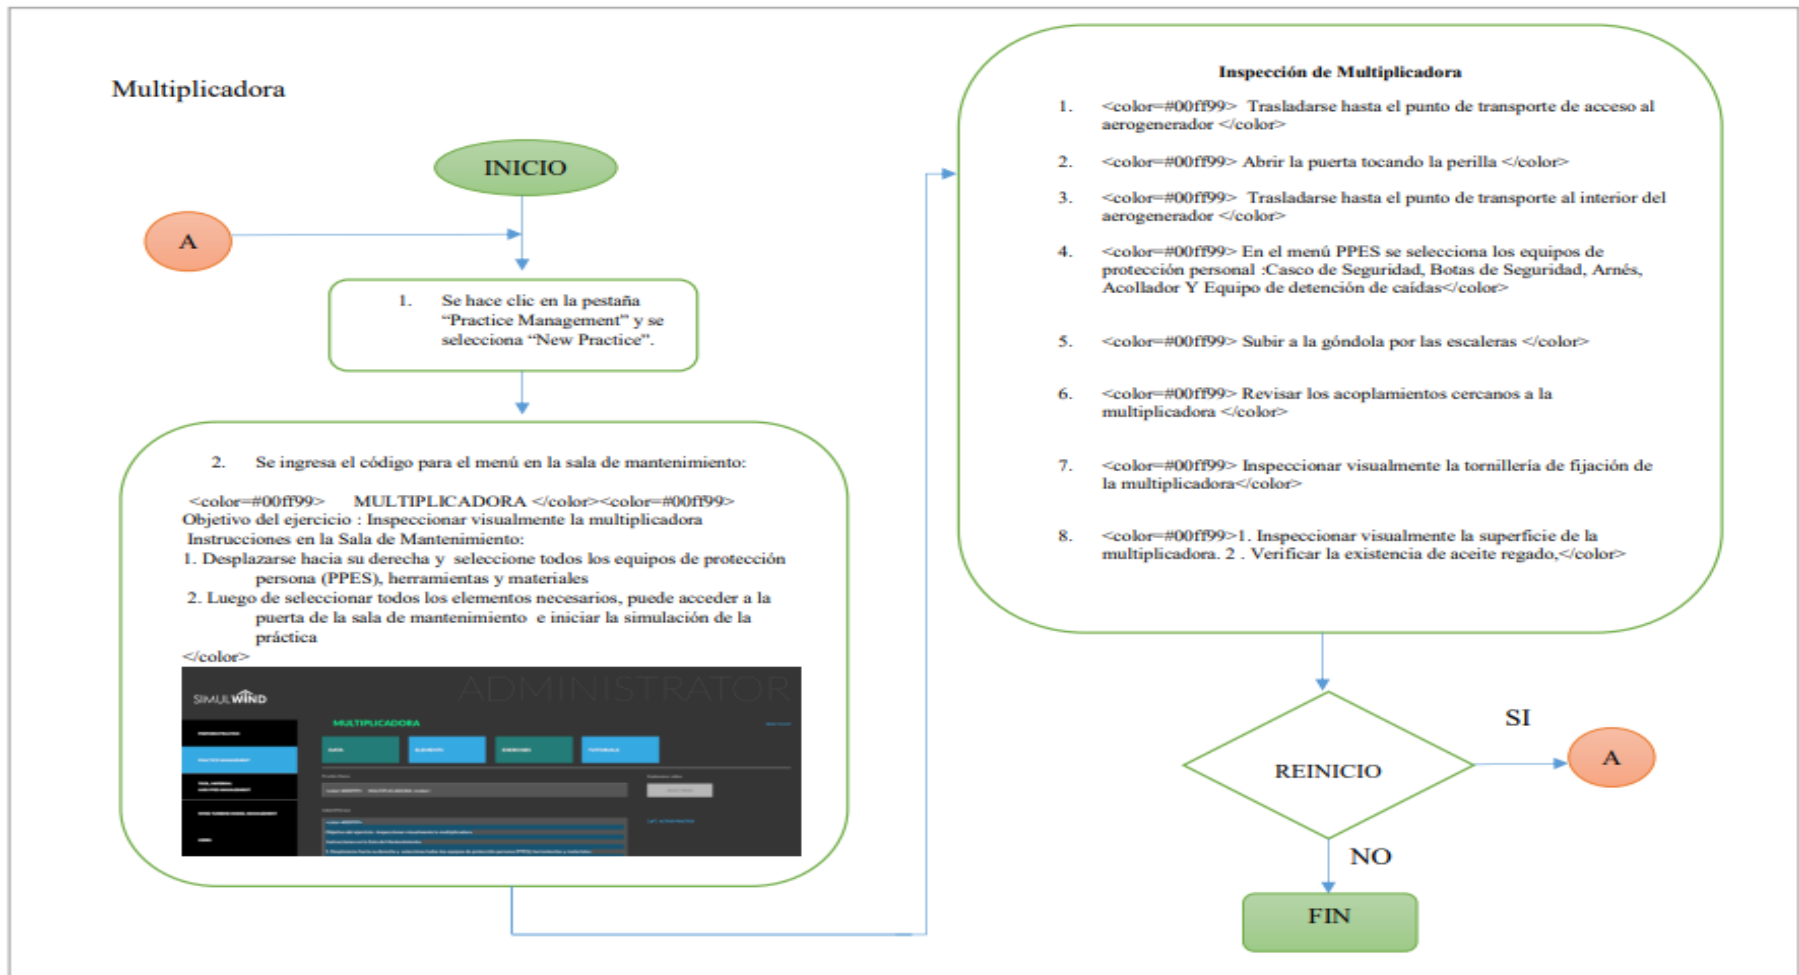 Multiplicadora
INICIO
A
1. Se hace clic en la pestaña
“Practice Management” y se
selecciona “New Practice”.
2. Se ingresa el código para el menú en la sala de mantenimiento:
<color=#00ff99> MULTIPLICADORA </color><color=#00ff99>
Objetivo del ejercicio : Inspeccionar visualmente la multiplicadora
Instrucciones en la Sala de Mantenimiento:
1. Desplazarse hacia su derecha y seleccione todos los equipos de protección
persona (PPES), herramientas y materiales
2. Luego de seleccionar todos los elementos necesarios, puede acceder a la
puerta de la sala de mantenimiento e iniciar la simulación de la
práctica
</color>
SIMULWIND
ADMINISTRATOR
MULTIPLICADORA
PRACTICE MANAGEMENT
ELEMENTS
EXERCISES
TUTORIALS
Inspección de Multiplicadora
1. <color=#00ff99> Trasladarse hasta el punto de transporte de acceso al
aerogenerador </color>
2. <color=#00ff99> Abrir la puerta tocando la perilla </color>
3. <color=#00ff99> Trasladarse hasta el punto de transporte al interior del
aerogenerador </color>
4. <color=#00ff99> En el menú PPES se selecciona los equipos de
protección personal :Casco de Seguridad, Botas de Seguridad, Arnés,
Acollador Y Equipo de detención de caídas</color>
5. <color=#00ff99> Subir a la góndola por las escaleras </color>
6. <color=#00ff99> Revisar los acoplamientos cercanos a la
multiplicadora </color>
7. <color=#00ff99> Inspeccionar visualmente la tornillería de fijación de
la multiplicadora</color>
8. <color=#00ff99>1. Inspeccionar visualmente la superficie de la
multiplicadora. 2 . Verificar la existencia de aceite regado,</color>
REINICIO
SI
A
NO
FIN